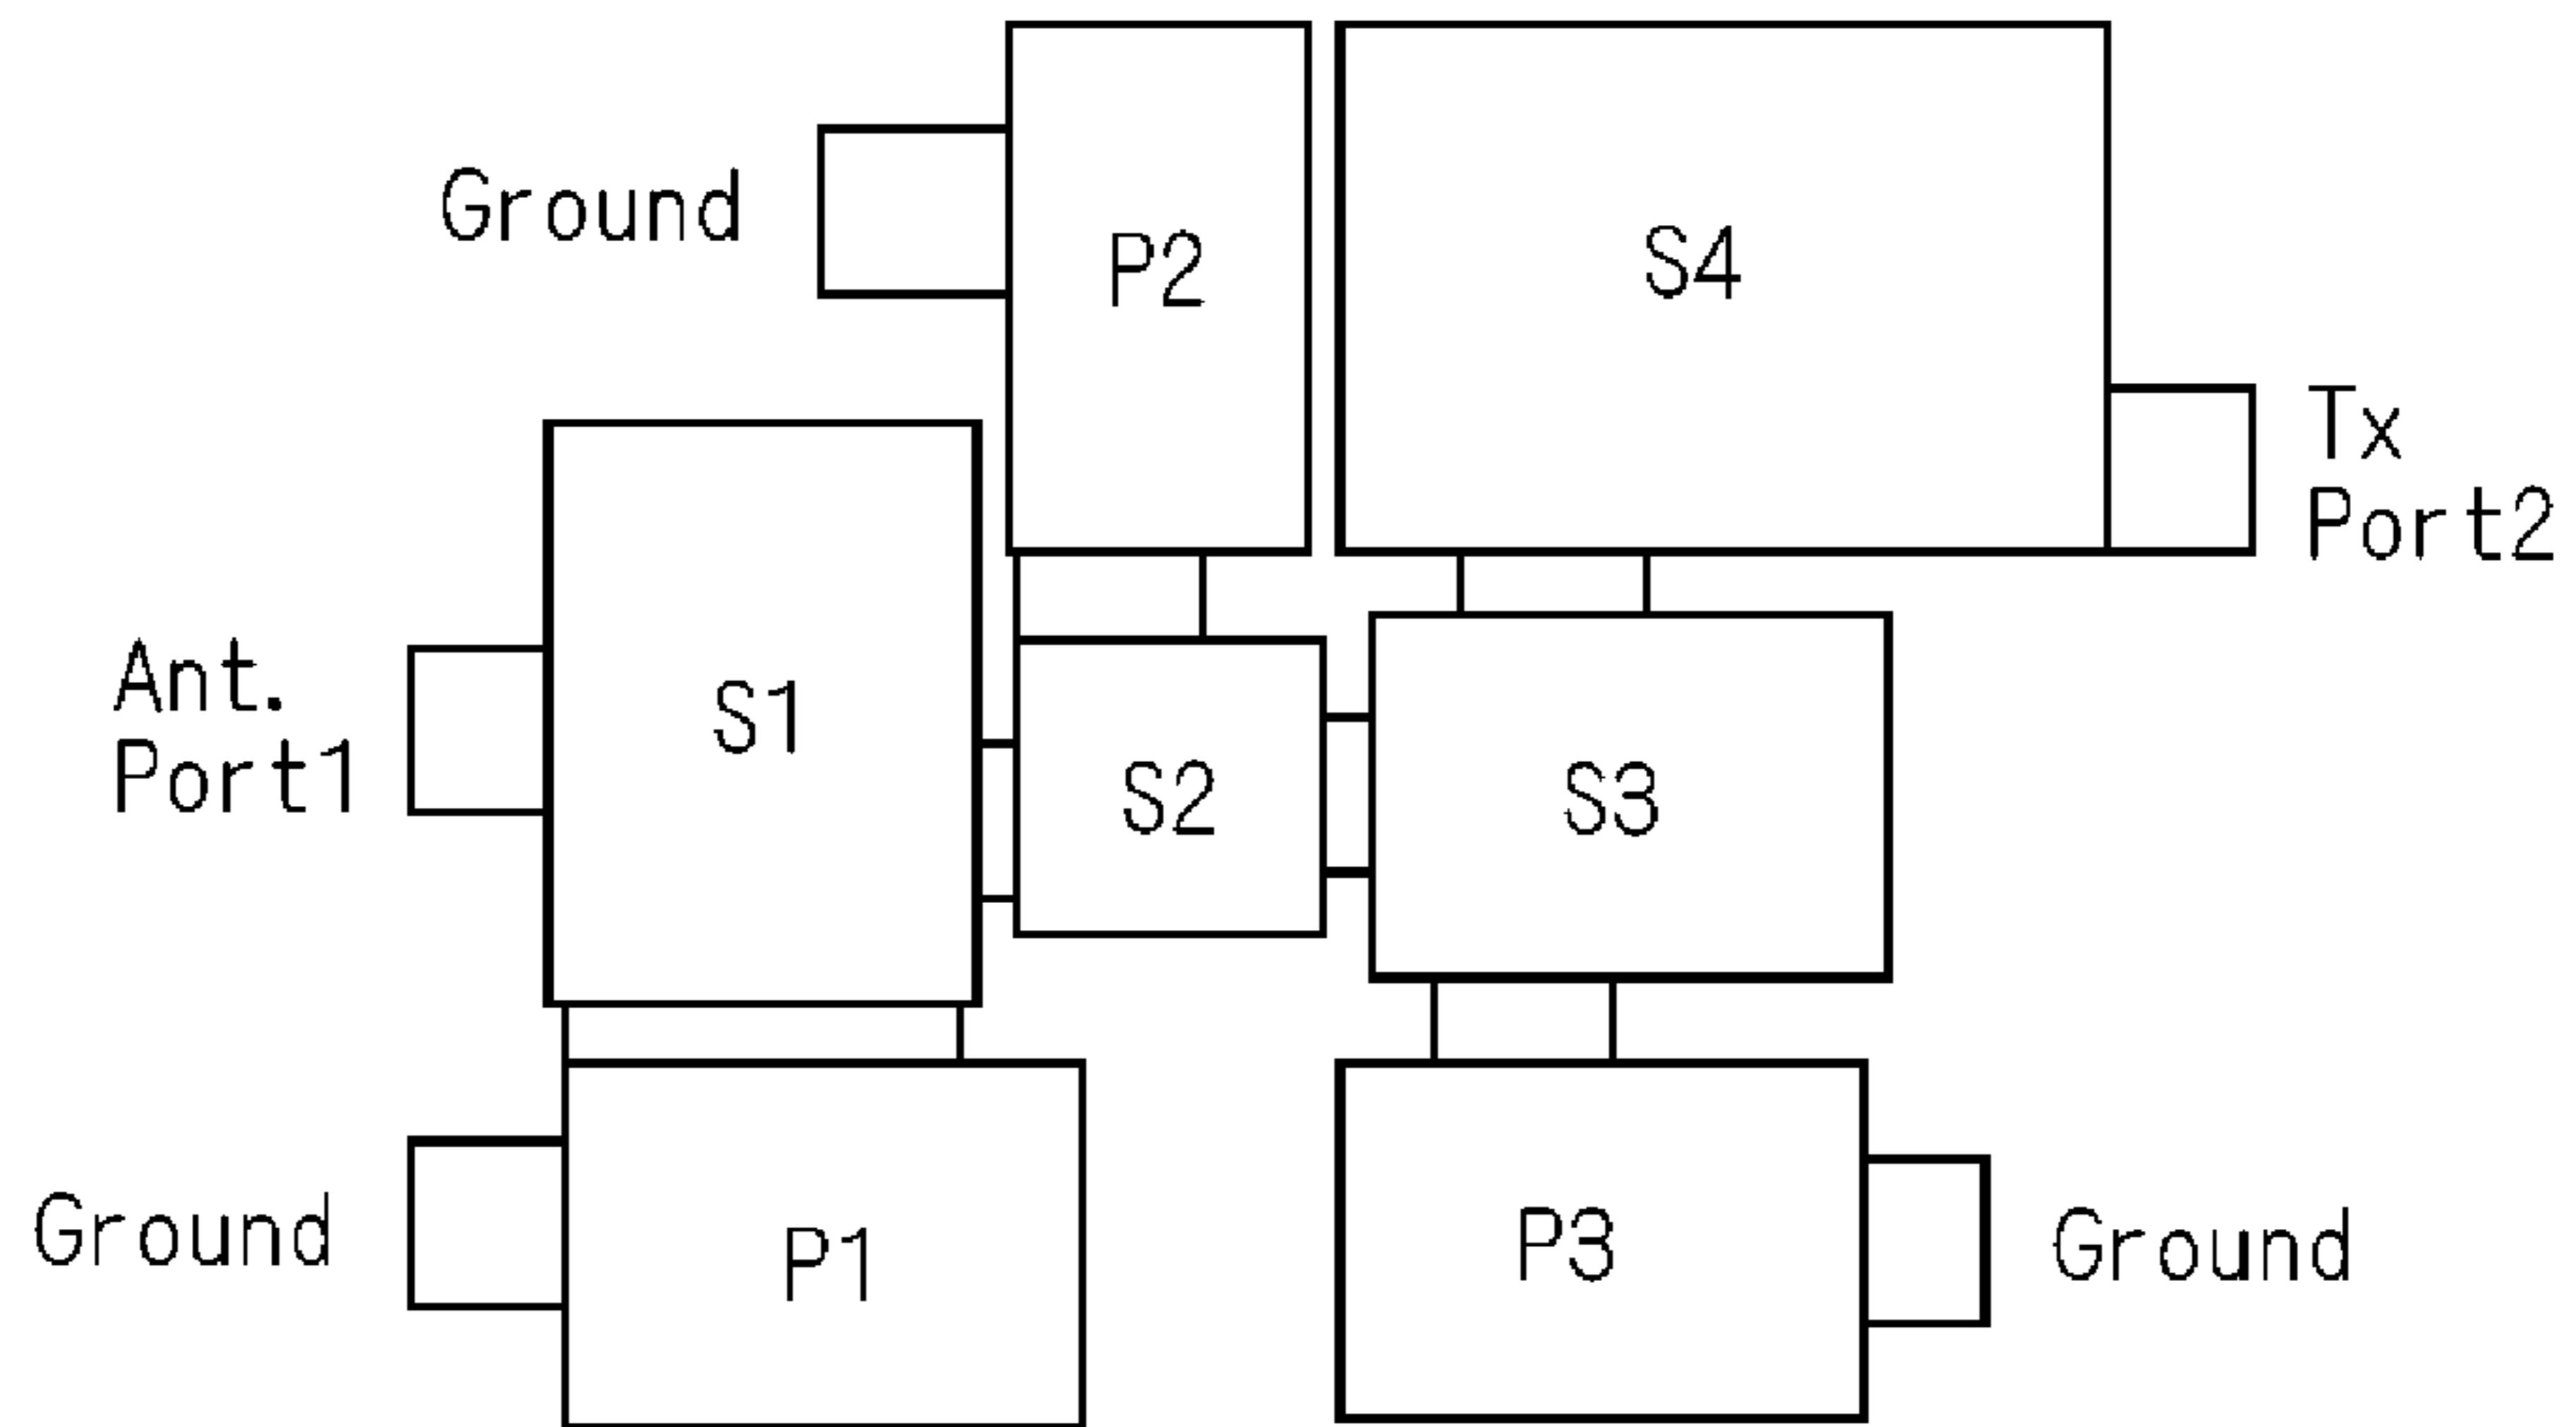 Ground
P2
S4
Tx
Port2
Ant.
Port1
S1
S2
S3
Ground
P1
P3
Ground